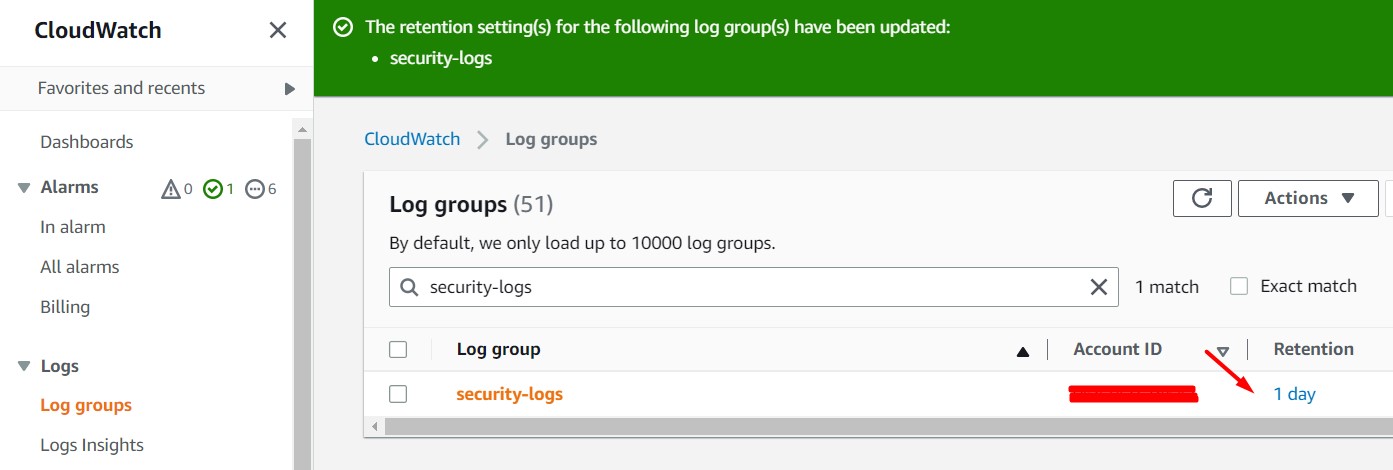 CloudWatch
Favorites and recents
Dashboards
Alarms 0 1 6
In alarm
All alarms
Billing
Logs
Log groups
Logs Insights
The retention setting(s) for the following log group(s) have been updated:
• security-logs
CloudWatch > Log groups
Log groups (51)
Actions
By default, we only load up to 10000 log groups.
security-logs 1 match Exact match
Log group Account ID Retention
security-logs 1 day